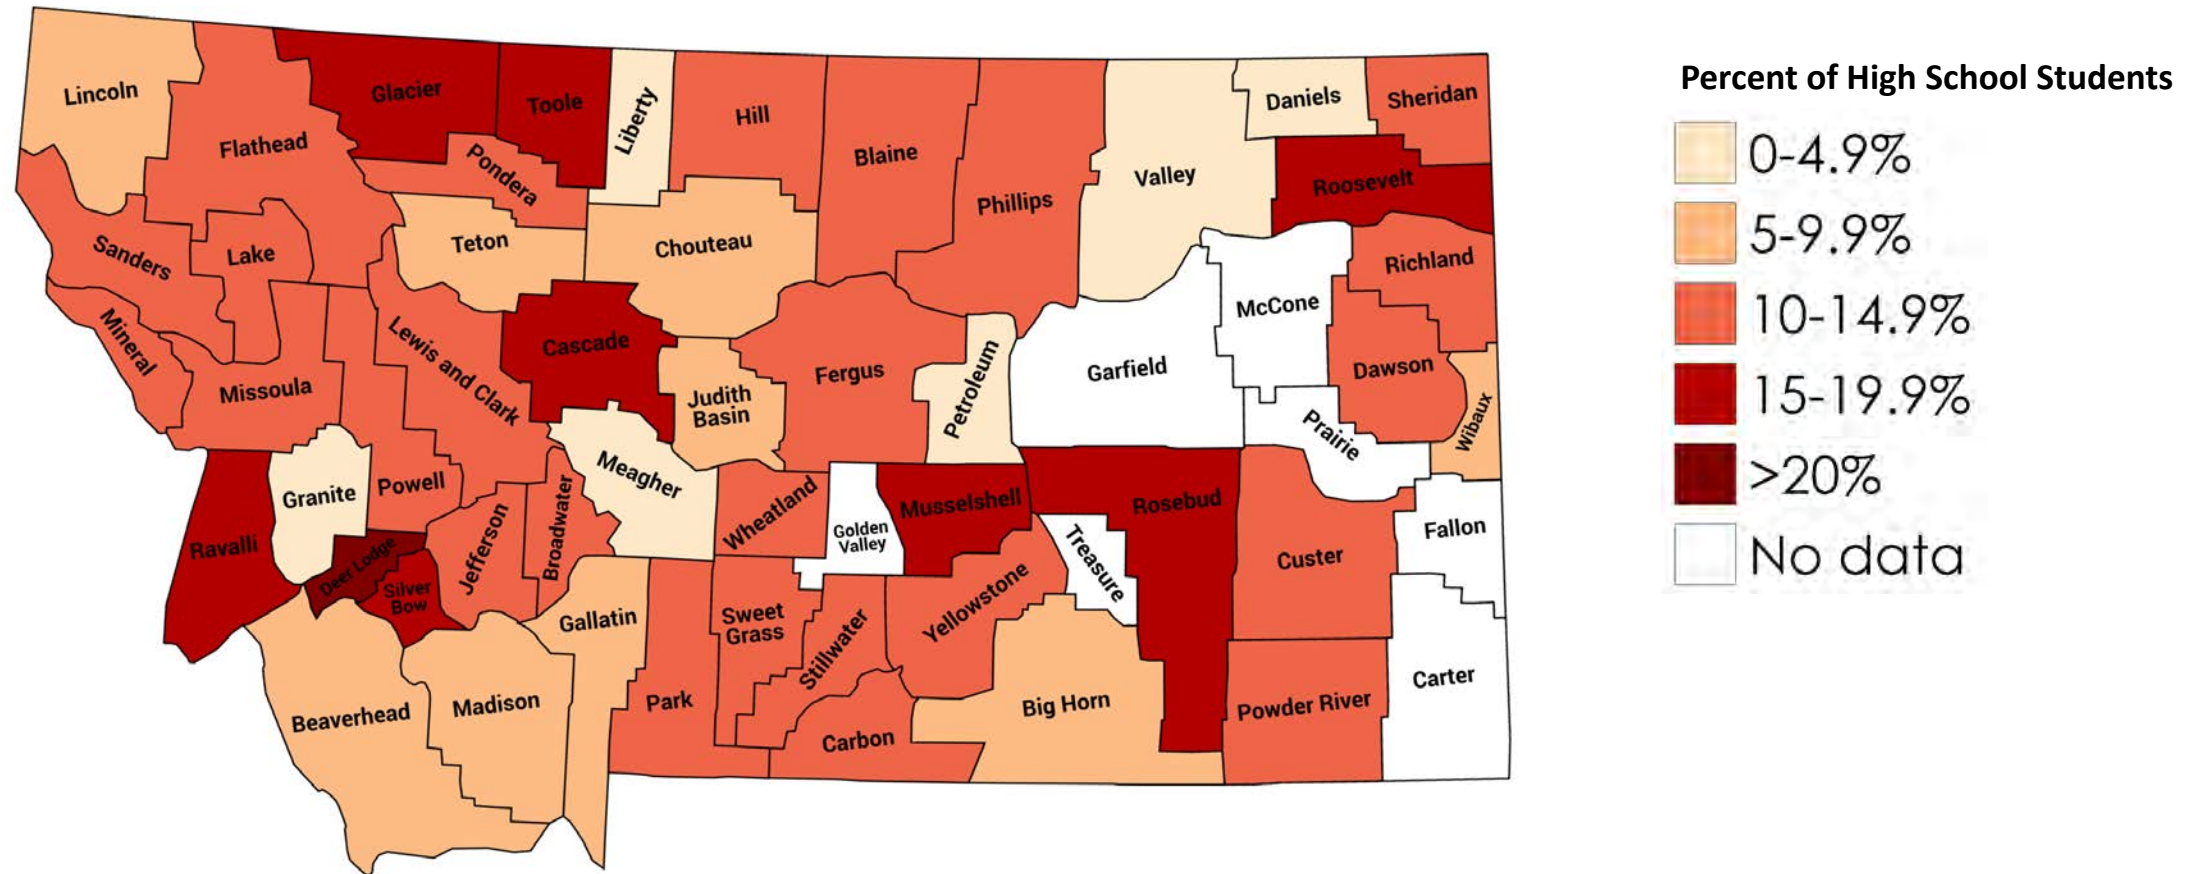 Percent of High School Students
0-4.9%
5-9.9%
10-14.9%
15-19.9%
>20%
No data
Lincoln
Flathead
Glacier
Toole
Liberty
Hill
Blaine
Phillips
Valley
Daniels
Sheridan
Roosevelt
Pondera
Sanders
Lake
Teton
Chouteau
Richland
McCone
Mineral
Missoula
Lewis and Clark
Cascade
Judith
Basin
Fergus
Petroleum
Garfield
Dawson
Wibaux
Prairie
Granite
Powell
Meagher
Wheatland
Golden
Valley
Musselshell
Rosebud
Treasure
Custer
Fallon
Ravalli
Deer Lodge
Silver
Bow
Jefferson
Broadwater
Gallatin
Sweet
Grass
Stillwater
Yellowstone
Beaverhead
Madison
Park
Carbon
Big Horn
Powder River
Carter